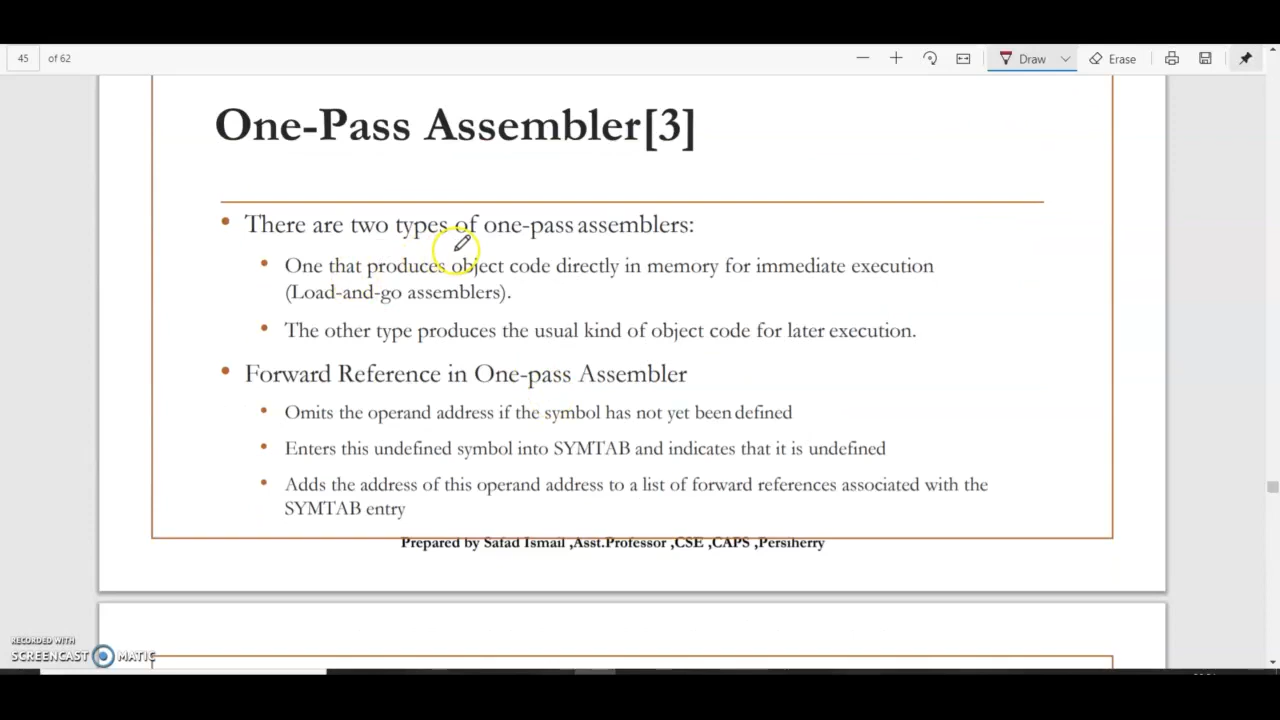 45 of 62
Draw
Erase
One-Pass Assembler[3]
• There are two types of one-pass assemblers:
• One that produces object code directly in memory for immediate execution
(Load-and-go assemblers).
• The other type produces the usual kind of object code for later execution.
• Forward Reference in One-pass Assembler
• Omits the operand address if the symbol has not yet been defined
• Enters this undefined symbol into SYMTAB and indicates that it is undefined
• Adds the address of this operand address to a list of forward references associated with the
SYMTAB entry
Prepared by Safad Ismail ,Asst.Professor ,CSE ,CAPS ,Persiherry
RECORDED WITH
SCREENCAST MATIC